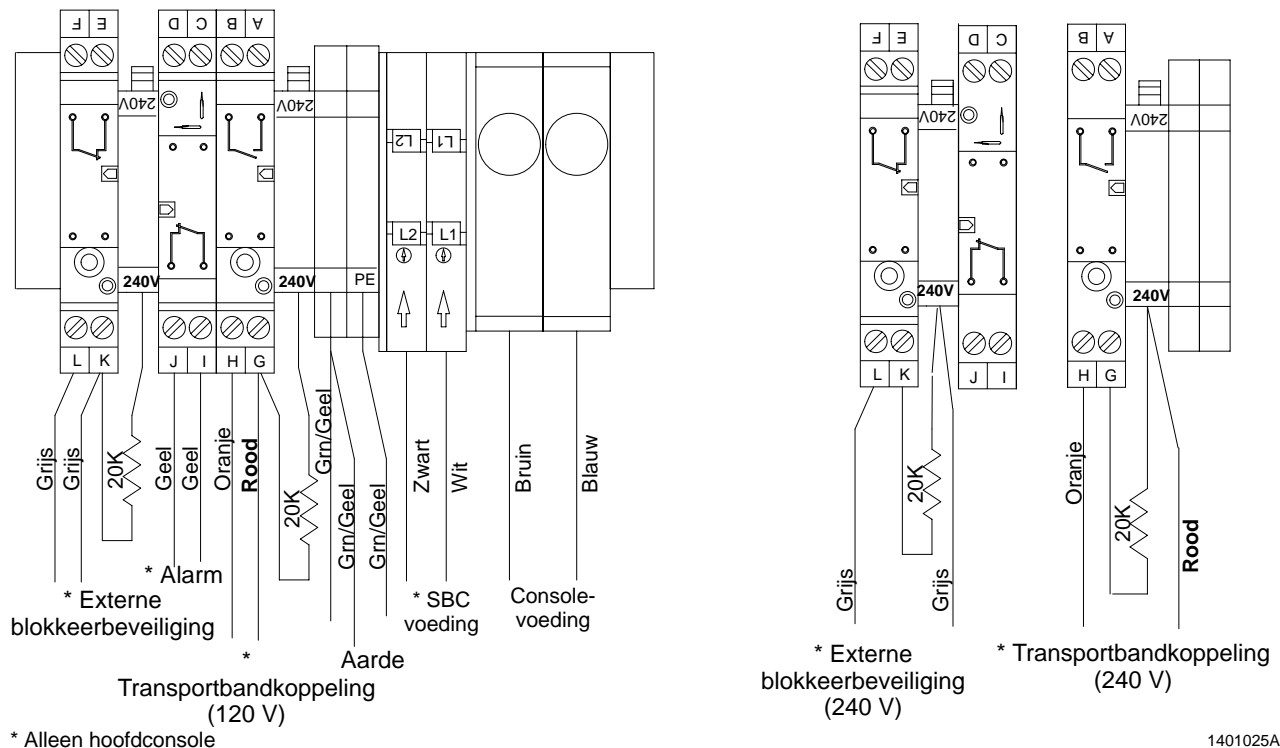 F E D C B A
240V 240V
L2 L1
L2 L1
240V 240V PE
L K J I H G
Grijs Grijs 20K Geel Geel Oranje Rood 20K Grn/Geel Grn/Geel Grn/Geel Zwart Wit Bruin Blauw
* Alarm
* Externe
blokkeerbeveiliging
* SBC
voeding
Console-
voeding
*
Transportbandkoppeling
(120 V)
Aarde
* Alleen hoofdconsole
F E D C B A
240V 240V
240V 240V
L K J I H G
Grijs 20K Grijs Oranje 20K Rood
* Externe
blokkeerbeveiliging
(240 V)
* Transportbandkoppeling
(240 V)
1401025A